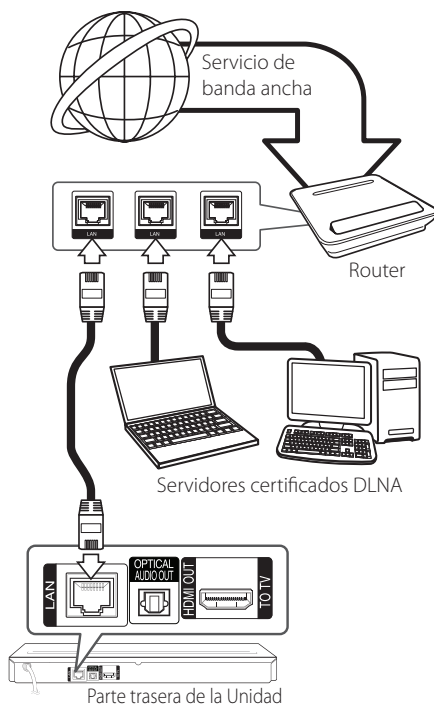 Servicio de
banda ancha
LAN
LAN
LAN
Router
Servidores certificados DLNA
LAN
OPTICAL
AUDIO OUT
HDMI OUT
TO TV
Parte trasera de la Unidad